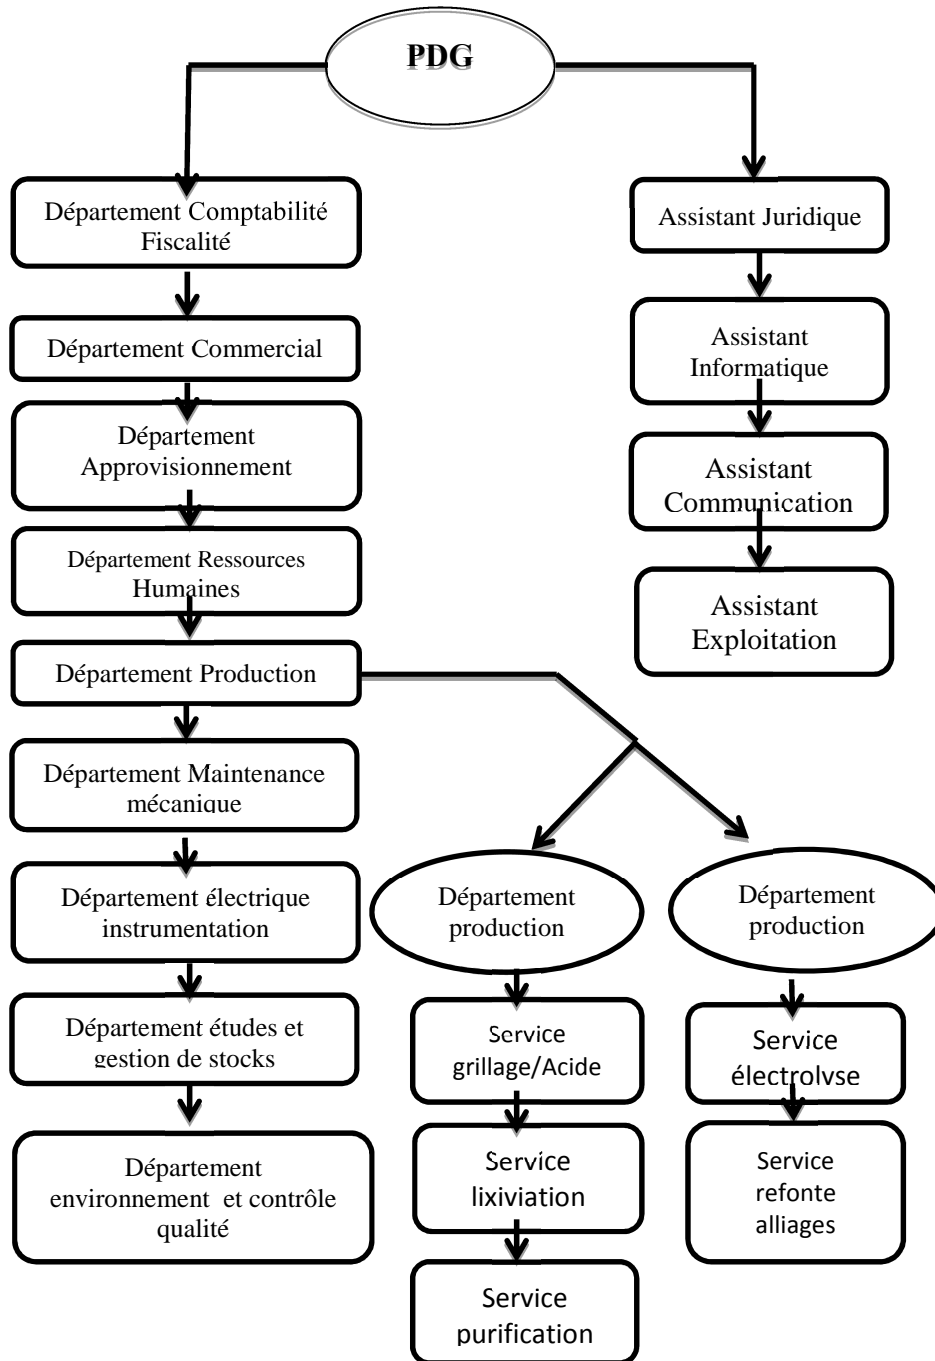 PDG
Département Comptabilité
Fiscalité
Département Commercial
Département
Approvisionnement
Département Ressources
Humaines
Département Production
Département Maintenance
mécanique
Département électrique
instrumentation
Département études et
gestion de stocks
Département
environnement et contrôle
qualité
Assistant Juridique
Assistant
Informatique
Assistant
Communication
Assistant
Exploitation
Département
production
Service
grillage/Acide
Service
lixiviation
Service
purification
Département
production
Service
électrolyse
Service
refonte
alliages